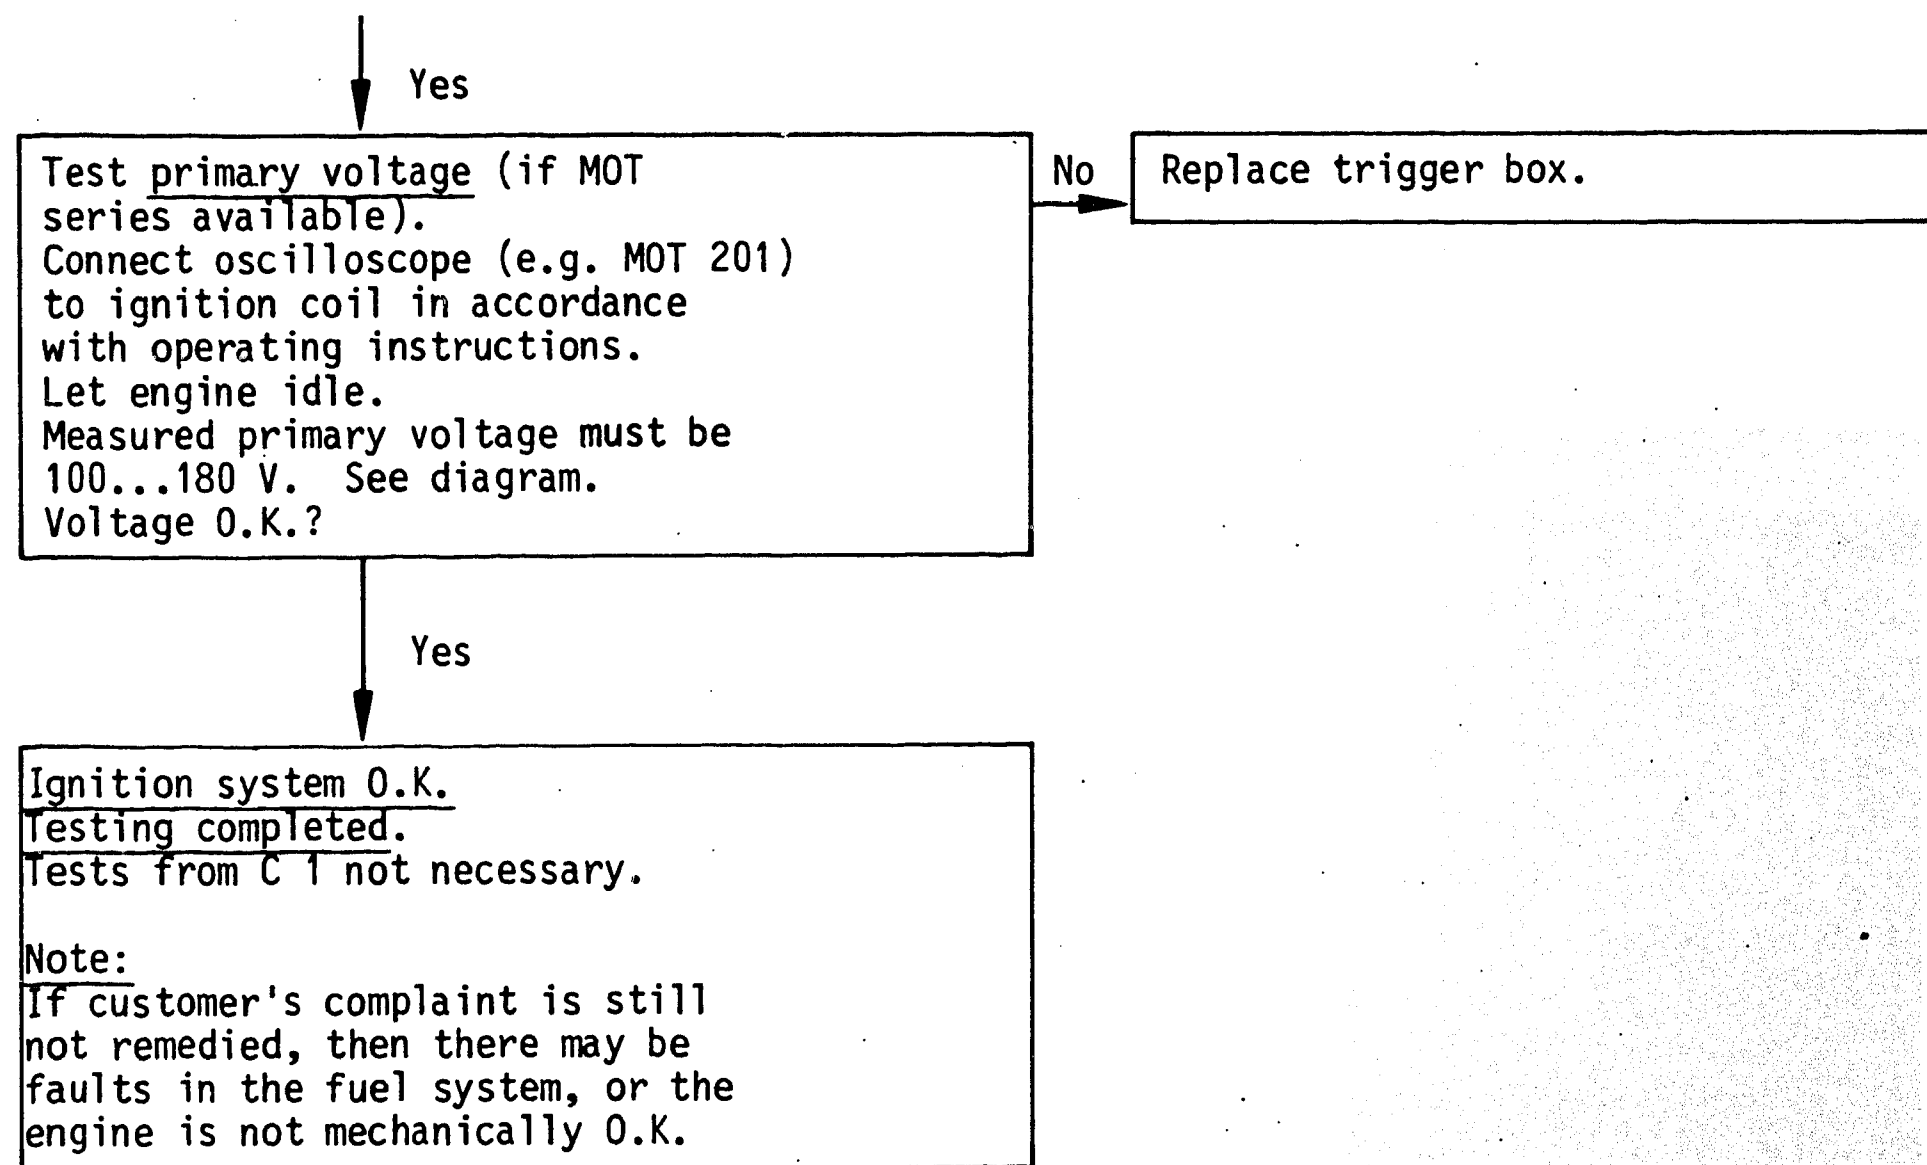 Yes
Test primary voltage (if MOT
series available).
Connect oscilloscope (e.g. MOT 201)
to ignition coil in accordance
with operating instructions.
Let engine idle.
Measured primary voltage must be
100...180 V. See diagram.
Voltage O.K.?
No
Replace trigger box.
Yes
Ignition system O.K.
Testing completed.
Tests from C 1 not necessary.
Note:
If customer's complaint is still
not remedied, then there may be
faults in the fuel system, or the
engine is not mechanically O.K.